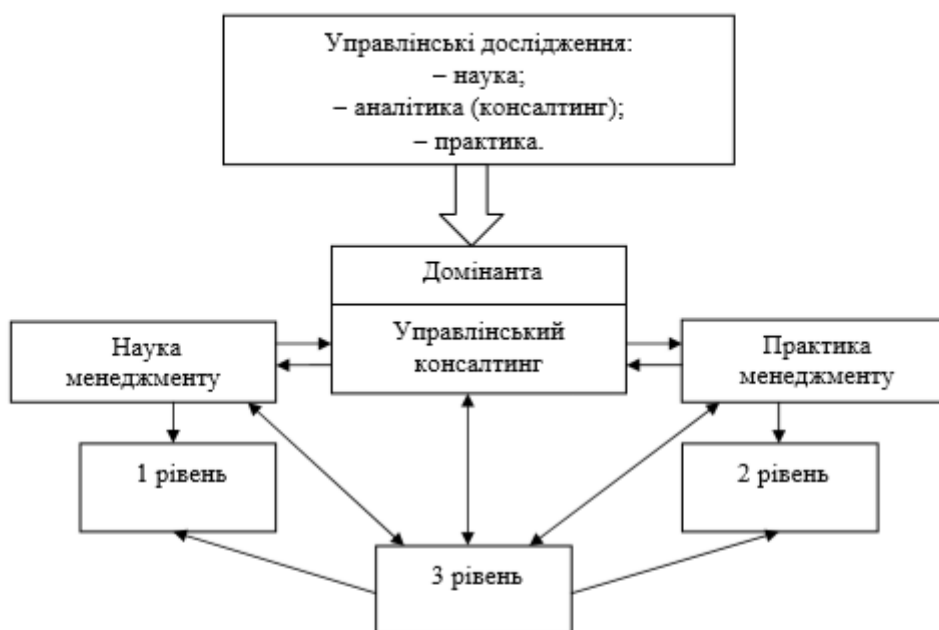 Управлінські дослідження:
– наука;
– аналітика (консалтинг);
– практика.
Домінанта
Управлінський
консалтинг
Наука
менеджменту
Практика
менеджменту
1 рівень
2 рівень
3 рівень